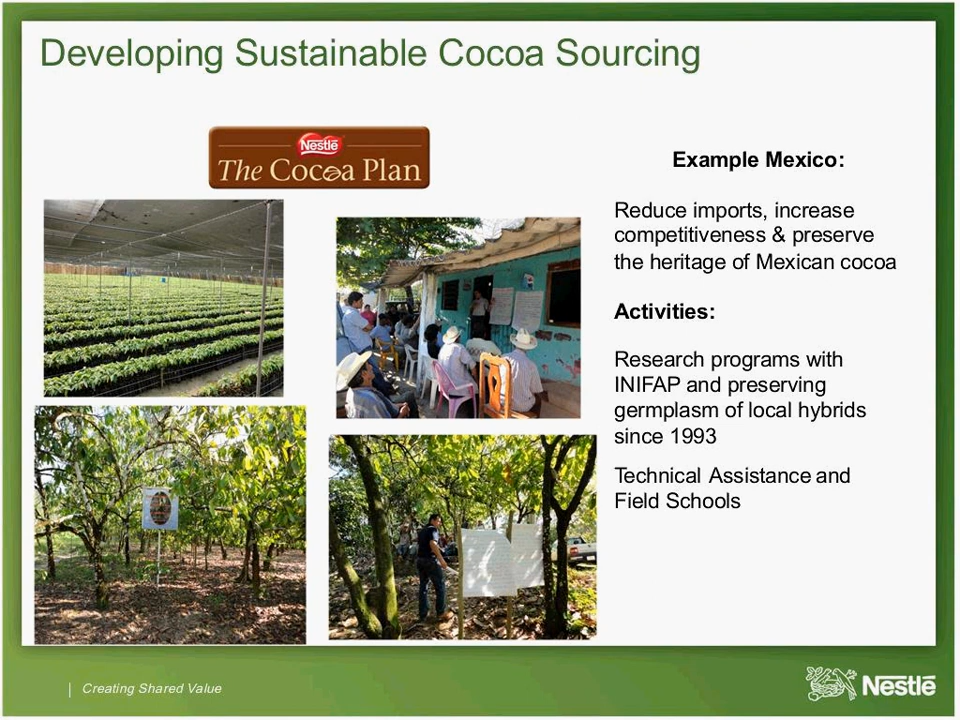 Developing Sustainable Cocoa Sourcing
Nestlé
The Cocoa Plan
Example Mexico:
Reduce imports, increase
competitiveness & preserve
the heritage of Mexican cocoa
Activities:
Research programs with
INIFAP and preserving
germplasm of local hybrids
since 1993
Technical Assistance and
Field Schools
Creating Shared Value
Nestlé